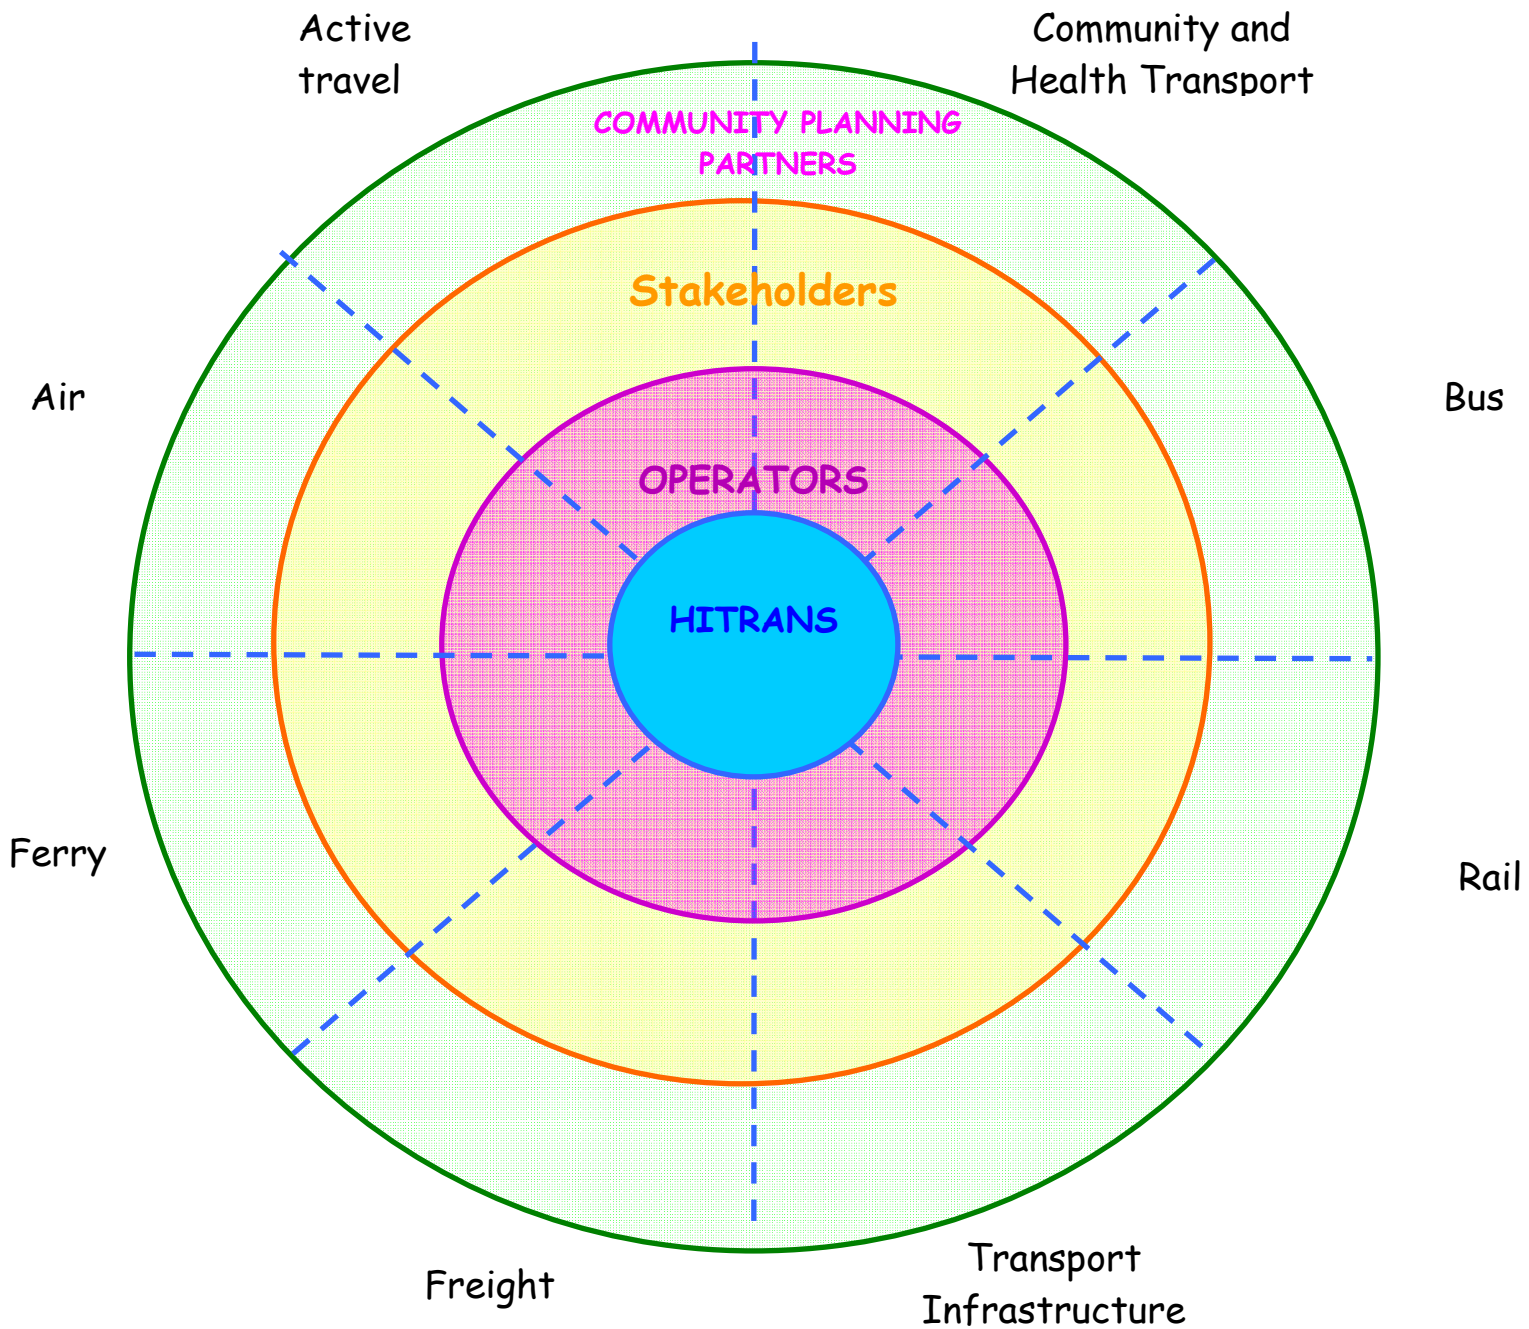 Active
travel
Community and
Health Transport
COMMUNITY PLANNING
PARTNERS
Stakeholders
Air
Bus
OPERATORS
HITRANS
Ferry
Rail
Freight
Transport
Infrastructure